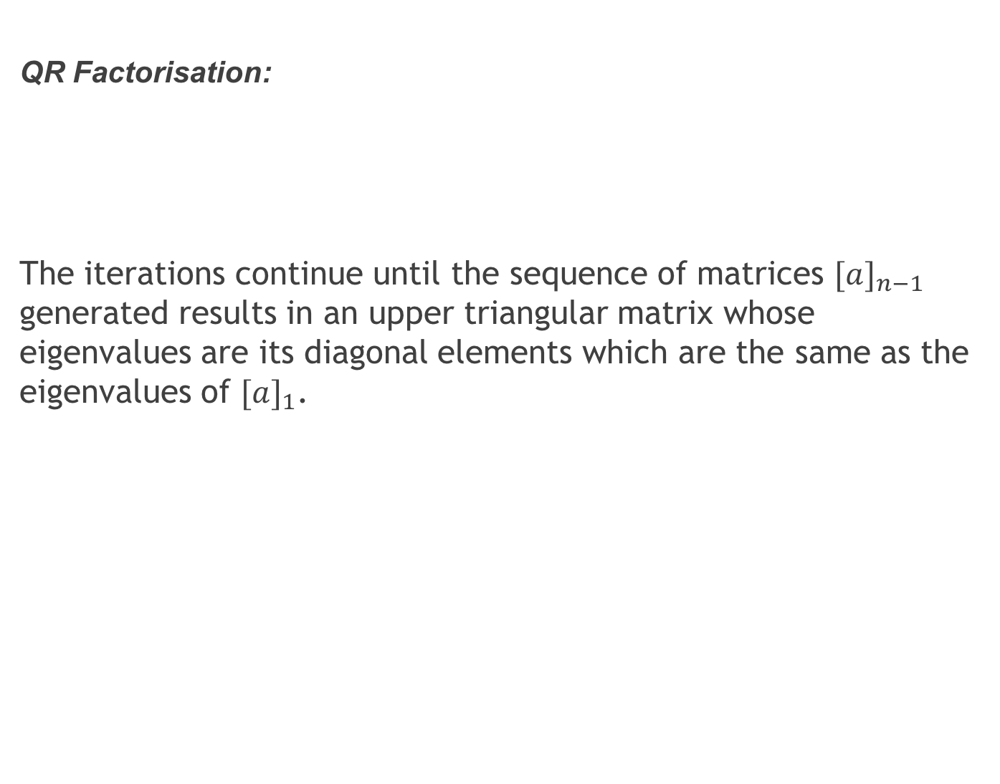 QR Factorisation:
The iterations continue until the sequence of matrices [𝑎]ₙ₋₁
generated results in an upper triangular matrix whose
eigenvalues are its diagonal elements which are the same as the
eigenvalues of [𝑎]₁.